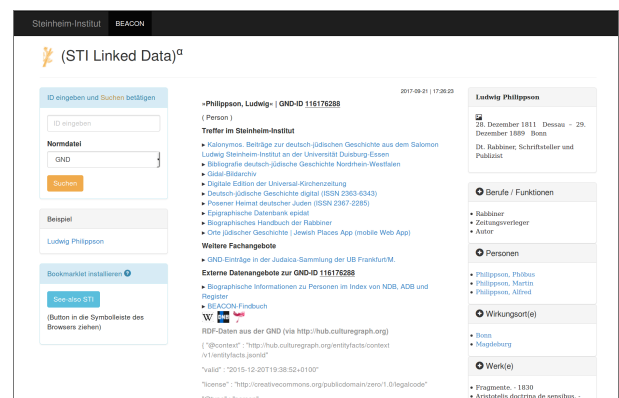 Steinheim-Institut BEACON
(STI Linked Data)α
ID eingeben und Suchen betätigen
ID eingeben
Normdatei
GND
Suchen
Beispiel
Ludwig Philippson
Bookmarklet installieren
See-also STI
(Button in die Symbolleiste des
Browsers ziehen)
2017-09-21 | 17:26:23
»Philippson, Ludwig« | GND-ID 116176288
( Person )
Treffer im Steinheim-Institut
▸ Kalonymos. Beiträge zur deutsch-jüdischen Geschichte aus dem Salomon
Ludwig Steinheim-Institut an der Universität Duisburg-Essen
▸ Bibliografie deutsch-jüdische Geschichte Nordrhein-Westfalen
▸ Gidal-Bildarchiv
▸ Digitale Edition der Universal-Kirchenzeitung
▸ Deutsch-jüdische Geschichte digital (ISSN 2363-6343)
▸ Posener Heimat deutscher Juden (ISSN 2367-2285)
▸ Epigraphische Datenbank epidat
▸ Biographisches Handbuch der Rabbiner
▸ Orte jüdischer Geschichte | Jewish Places App (mobile Web App)
Weitere Fachangebote
▸ GND-Einträge in der Judaica-Sammlung der UB Frankfurt/M.
Externe Datenangebote zur GND-ID 116176288
▸ Biographische Informationen zu Personen im Index von NDB, ADB und
Register
▸ BEACON-Findbuch
W DNB
RDF-Daten aus der GND (via http://hub.culturegraph.org)
{ "@context" : "http://hub.culturegraph.org/entityfacts/context
/v1/entityfacts.jsonld"
"valid" : "2015-12-20T19:38:52+0100"
"license" : "http://creativecommons.org/publicdomain/zero/1.0/legalcode"
Ludwig Philippson
28. Dezember 1811 Dessau – 29.
Dezember 1889 Bonn
Dt. Rabbiner, Schriftsteller und
Publizist
Berufe / Funktionen
• Rabbiner
• Zeitungsverleger
• Autor
Personen
• Philippson, Phöbus
• Philippson, Martin
• Philippson, Alfred
Wirkungsort(e)
• Bonn
• Magdeburg
Werk(e)
• Fragmente. - 1830
• Aristotelis doctrina de sensibus. -